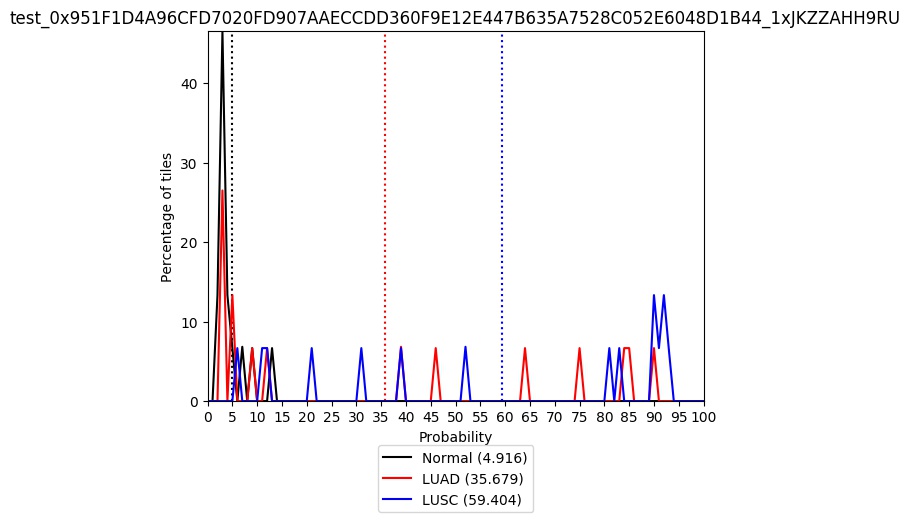 test_0x951F1D4A96CFD7020FD907AAECCDD360F9E12E447B635A7528C052E6048D1B44_1xJKZZAHH9RU
40
30
20
10
0
Percentage of tiles
0 5 10 15 20 25 30 35 40 45 50 55 60 65 70 75 80 85 90 95 100
Probability
Normal (4.916)
LUAD (35.679)
LUSC (59.404)